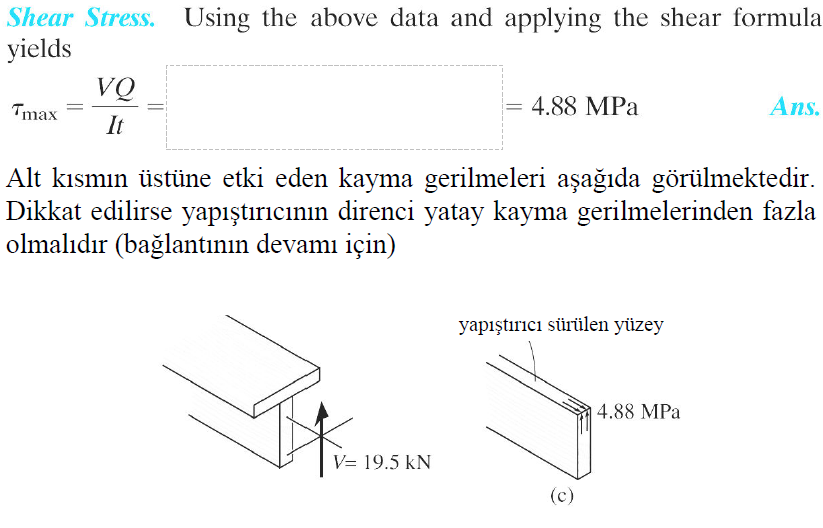 Shear Stress. Using the above data and applying the shear formula
yields
τmax = VQ / It = = 4.88 MPa Ans.
Alt kısmın üstüne etki eden kayma gerilmeleri aşağıda görülmektedir.
Dikkat edilirse yapıştırıcının direnci yatay kayma gerilmelerinden fazla
olmalıdır (bağlantının devamı için)
yapıştırıcı sürülen yüzey
4.88 MPa
V= 19.5 kN
(c)